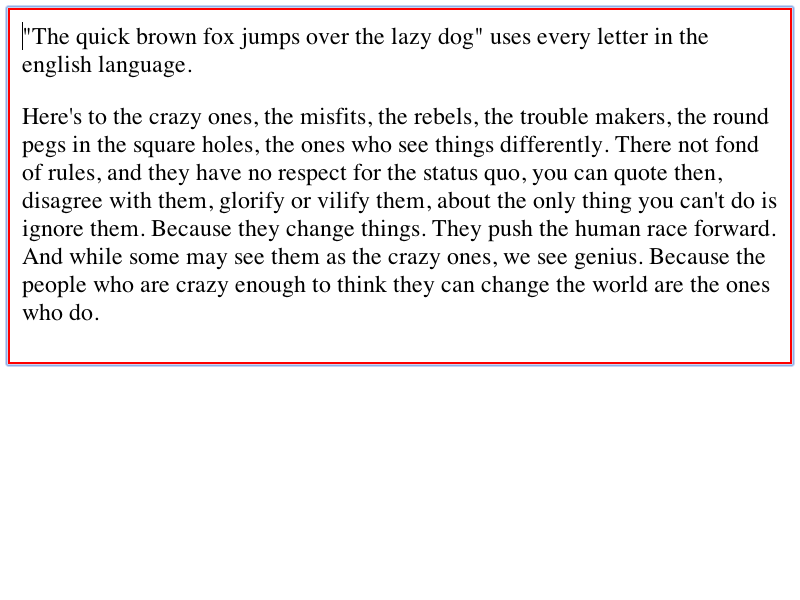 "The quick brown fox jumps over the lazy dog" uses every letter in the
english language.
Here's to the crazy ones, the misfits, the rebels, the trouble makers, the round
pegs in the square holes, the ones who see things differently. There not fond
of rules, and they have no respect for the status quo, you can quote then,
disagree with them, glorify or vilify them, about the only thing you can't do is
ignore them. Because they change things. They push the human race forward.
And while some may see them as the crazy ones, we see genius. Because the
people who are crazy enough to think they can change the world are the ones
who do.